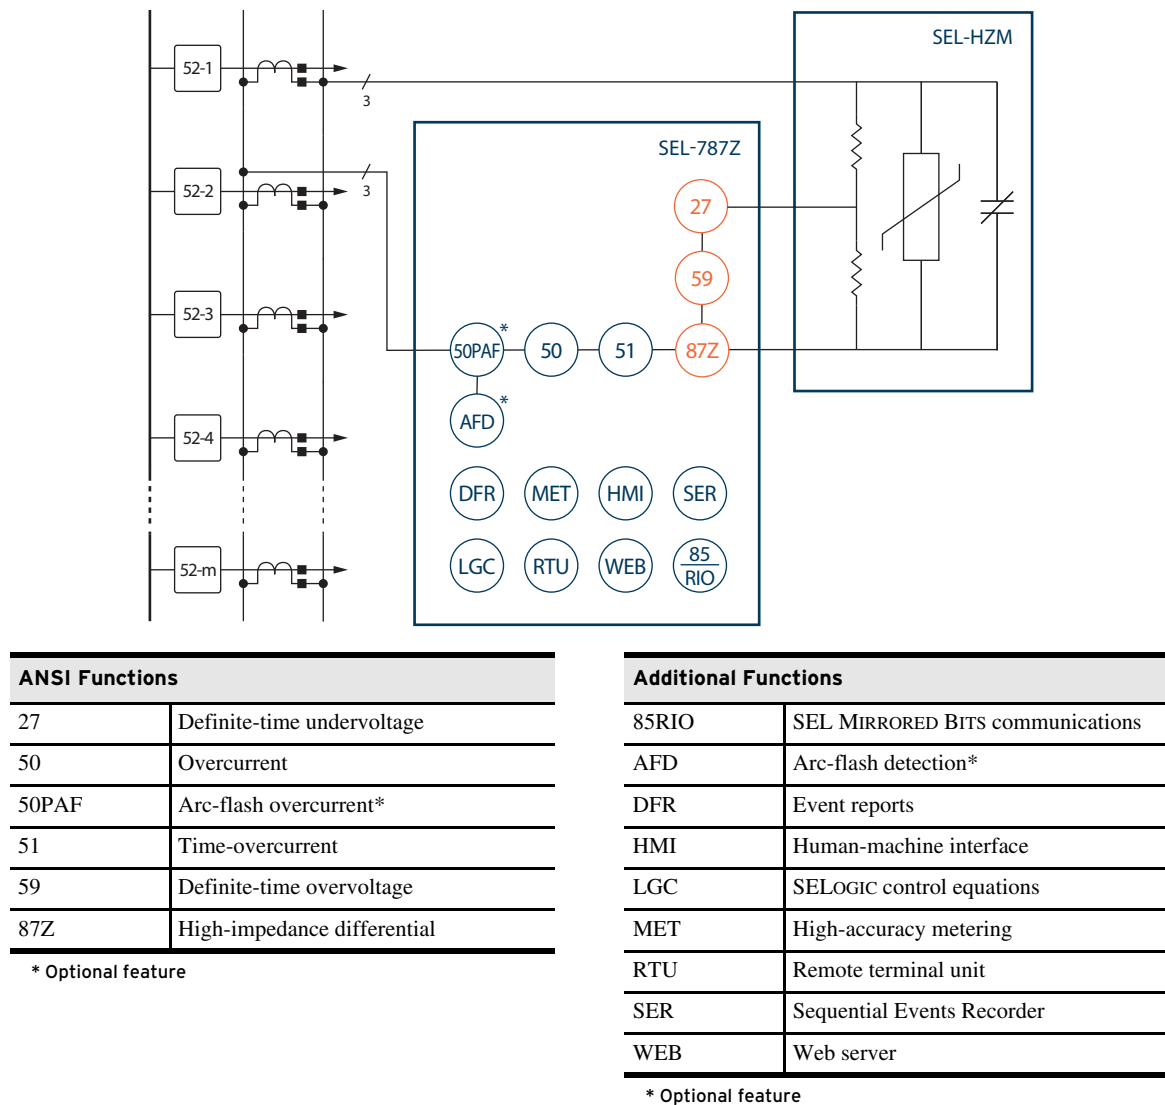 SEL-HZM
52-1
3
SEL-787Z
52-2
3
27
59
52-3
50PAF*
50
51
87Z
AFD*
52-4
DFR
MET
HMI
SER
52-m
LGC
RTU
WEB
85
RIO
ANSI Functions
27 Definite-time undervoltage
50 Overcurrent
50PAF Arc-flash overcurrent*
51 Time-overcurrent
59 Definite-time overvoltage
87Z High-impedance differential
* Optional feature
Additional Functions
85RIO SEL MIRRORED BITS communications
AFD Arc-flash detection*
DFR Event reports
HMI Human-machine interface
LGC SELOGIC control equations
MET High-accuracy metering
RTU Remote terminal unit
SER Sequential Events Recorder
WEB Web server
* Optional feature